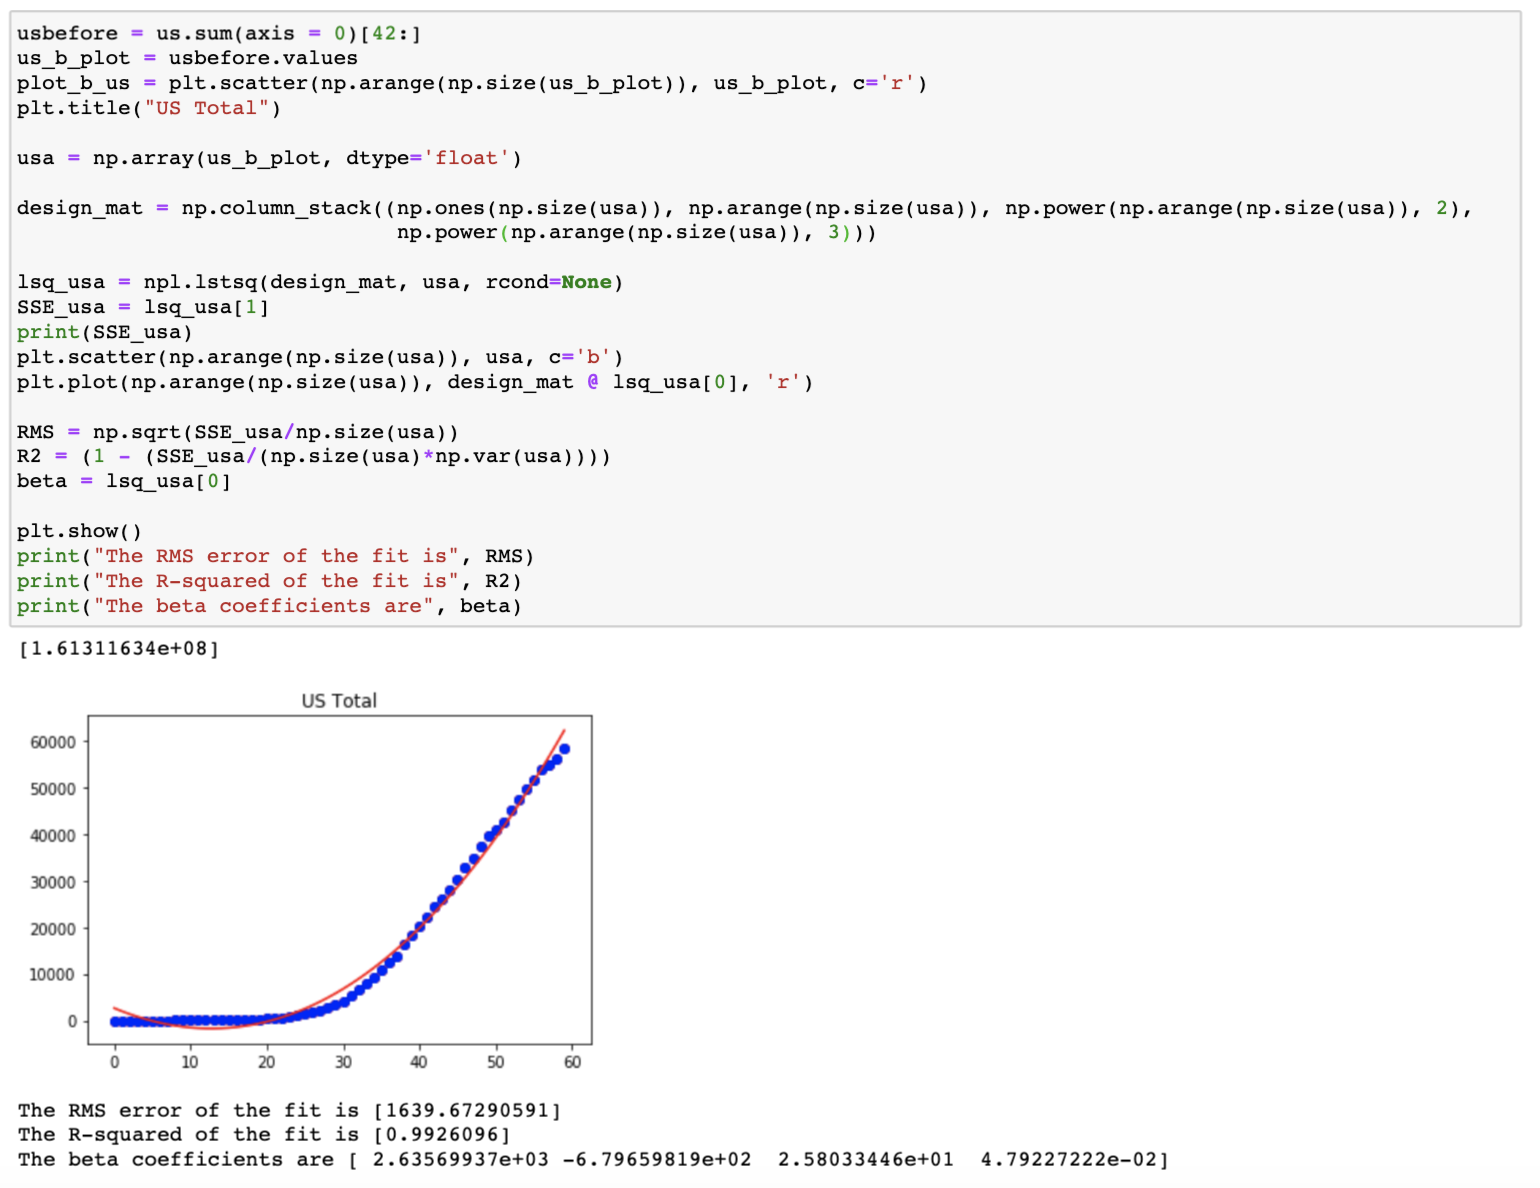 usbefore = us.sum(axis = 0)[42:]
us_b_plot = usbefore.values
plot_b_us = plt.scatter(np.arange(np.size(us_b_plot)), us_b_plot, c='r')
plt.title("US Total")
usa = np.array(us_b_plot, dtype='float')
design_mat = np.column_stack((np.ones(np.size(usa)), np.arange(np.size(usa)), np.power(np.arange(np.size(usa)), 2),
np.power(np.arange(np.size(usa)), 3)))
lsq_usa = npl.lstsq(design_mat, usa, rcond=None)
SSE_usa = lsq_usa[1]
print(SSE_usa)
plt.scatter(np.arange(np.size(usa)), usa, c='b')
plt.plot(np.arange(np.size(usa)), design_mat @ lsq_usa[0], 'r')
RMS = np.sqrt(SSE_usa/np.size(usa))
R2 = (1 - (SSE_usa/(np.size(usa)*np.var(usa))))
beta = lsq_usa[0]
plt.show()
print("The RMS error of the fit is", RMS)
print("The R-squared of the fit is", R2)
print("The beta coefficients are", beta)
[1.61311634e+08]
US Total
60000
50000
40000
30000
20000
10000
0
0 10 20 30 40 50 60
The RMS error of the fit is [1639.67290591]
The R-squared of the fit is [0.9926096]
The beta coefficients are [ 2.63569937e+03 -6.79659819e+02  2.58033446e+01  4.79227222e-02]